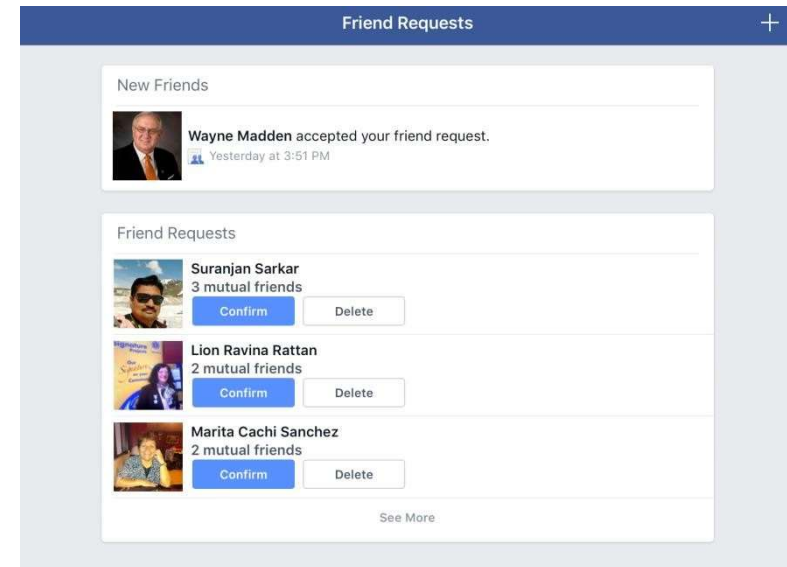 Friend Requests
New Friends
Wayne Madden accepted your friend request.
Yesterday at 3:51 PM
Friend Requests
Suranjan Sarkar
3 mutual friends
Confirm Delete
Lion Ravina Rattan
2 mutual friends
Confirm Delete
Marita Cachi Sanchez
2 mutual friends
Confirm Delete
See More